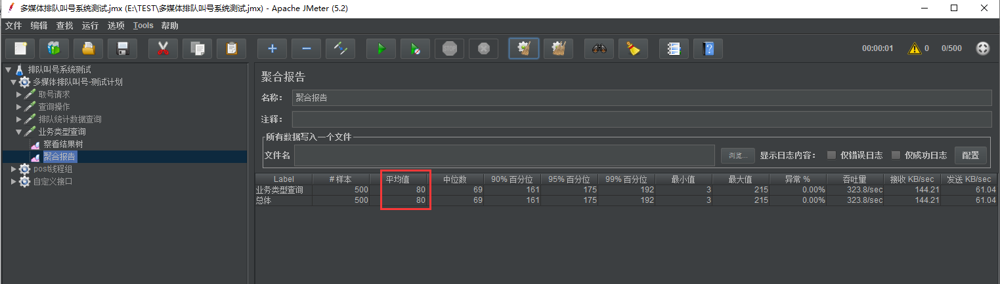 多媒体排队叫号系统测试.jmx (E:\TEST\多媒体排队叫号系统测试.jmx) - Apache JMeter (5.2)
文件 编辑 查找 运行 选项 Tools 帮助
STOP 00:00:01 0 0/500
排队叫号系统测试
多媒体排队叫号-测试计划
取号请求
查询操作
排队统计数据查询
业务类型查询
察看结果树
聚合报告
post线程组
自定义接口
聚合报告
名称： 聚合报告
注释：
所有数据写入一个文件
文件名 浏览... 显示日志内容： 仅错误日志 仅成功日志 配置
Label # 样本 平均值 中位数 90% 百分位 95% 百分位 99% 百分位 最小值 最大值 异常 % 吞吐量 接收 KB/sec 发送 KB/sec
业务类型查询 500 80 69 161 175 192 3 215 0.00% 323.8/sec 144.21 61.04
总体 500 80 69 161 175 192 3 215 0.00% 323.8/sec 144.21 61.04